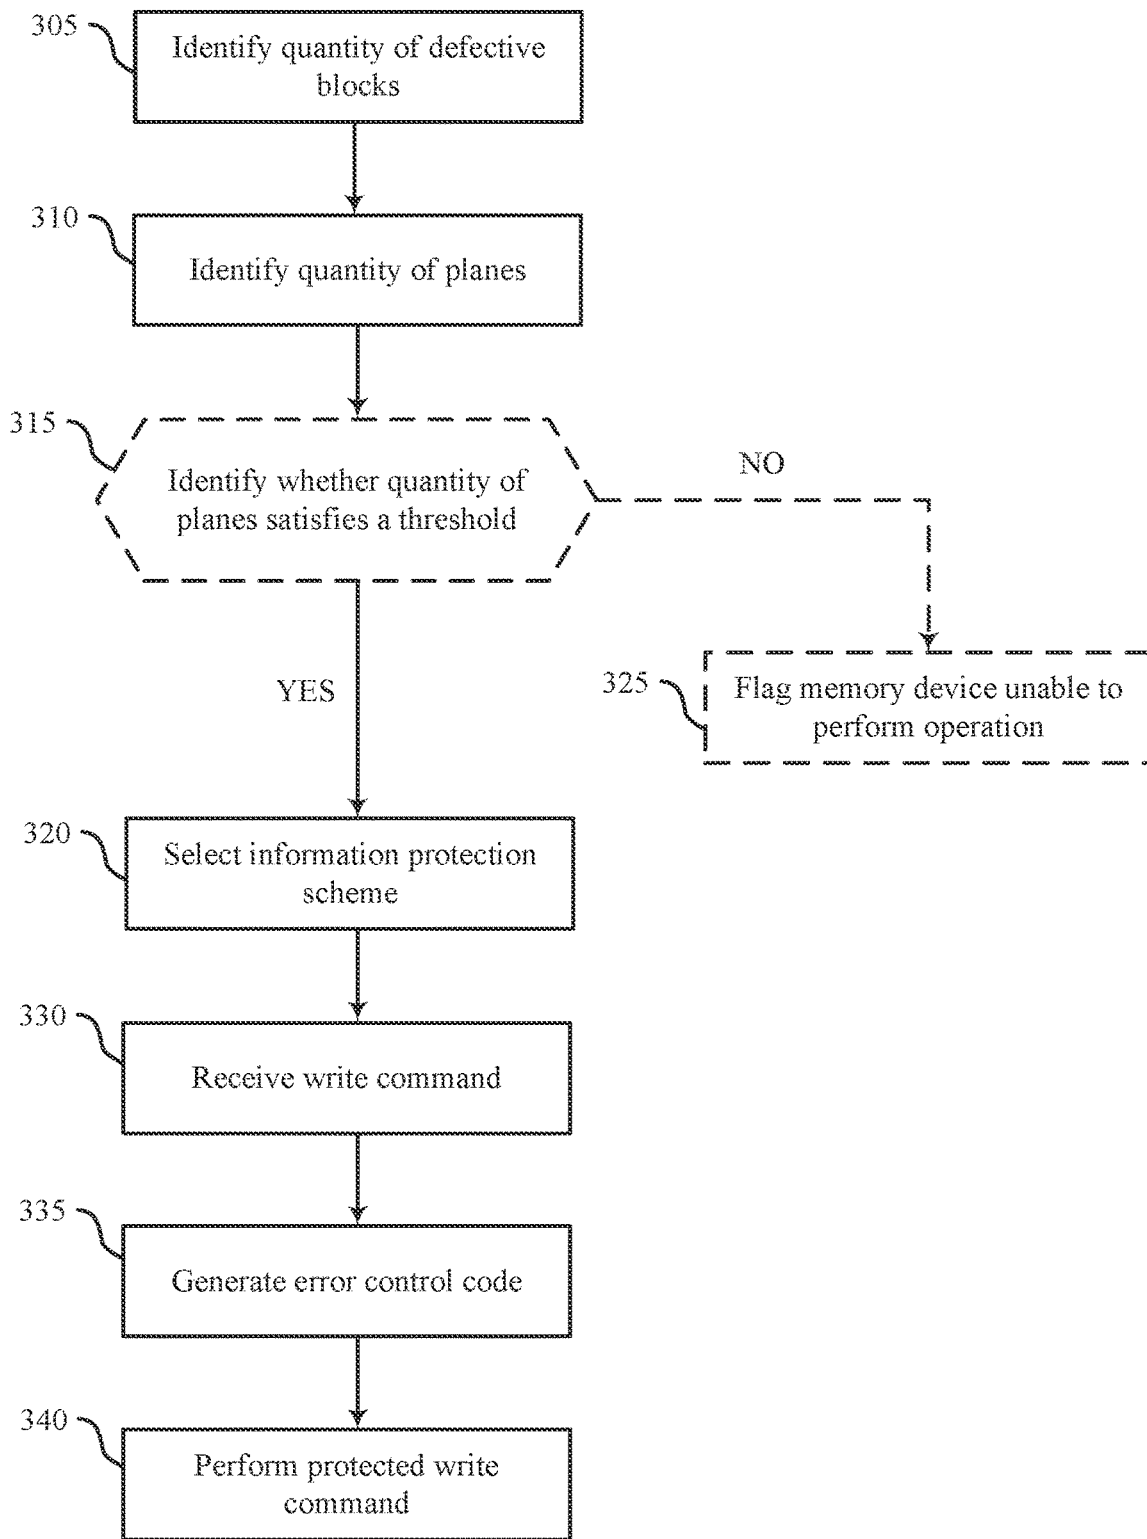 305
Identify quantity of defective
blocks
310
Identify quantity of planes
315
Identify whether quantity of
planes satisfies a threshold
NO
YES
325
Flag memory device unable to
perform operation
320
Select information protection
scheme
330
Receive write command
335
Generate error control code
340
Perform protected write
command